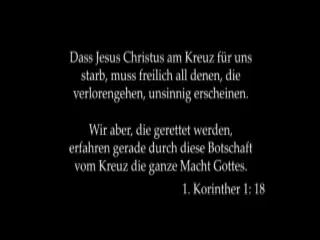 Dass Jesus Christus am Kreuz für uns
starb, muss freilich all denen, die
verlorengehen, unsinnig erscheinen.
Wir aber, die gerettet werden,
erfahren gerade durch diese Botschaft
vom Kreuz die ganze Macht Gottes.
1. Korinther 1: 18